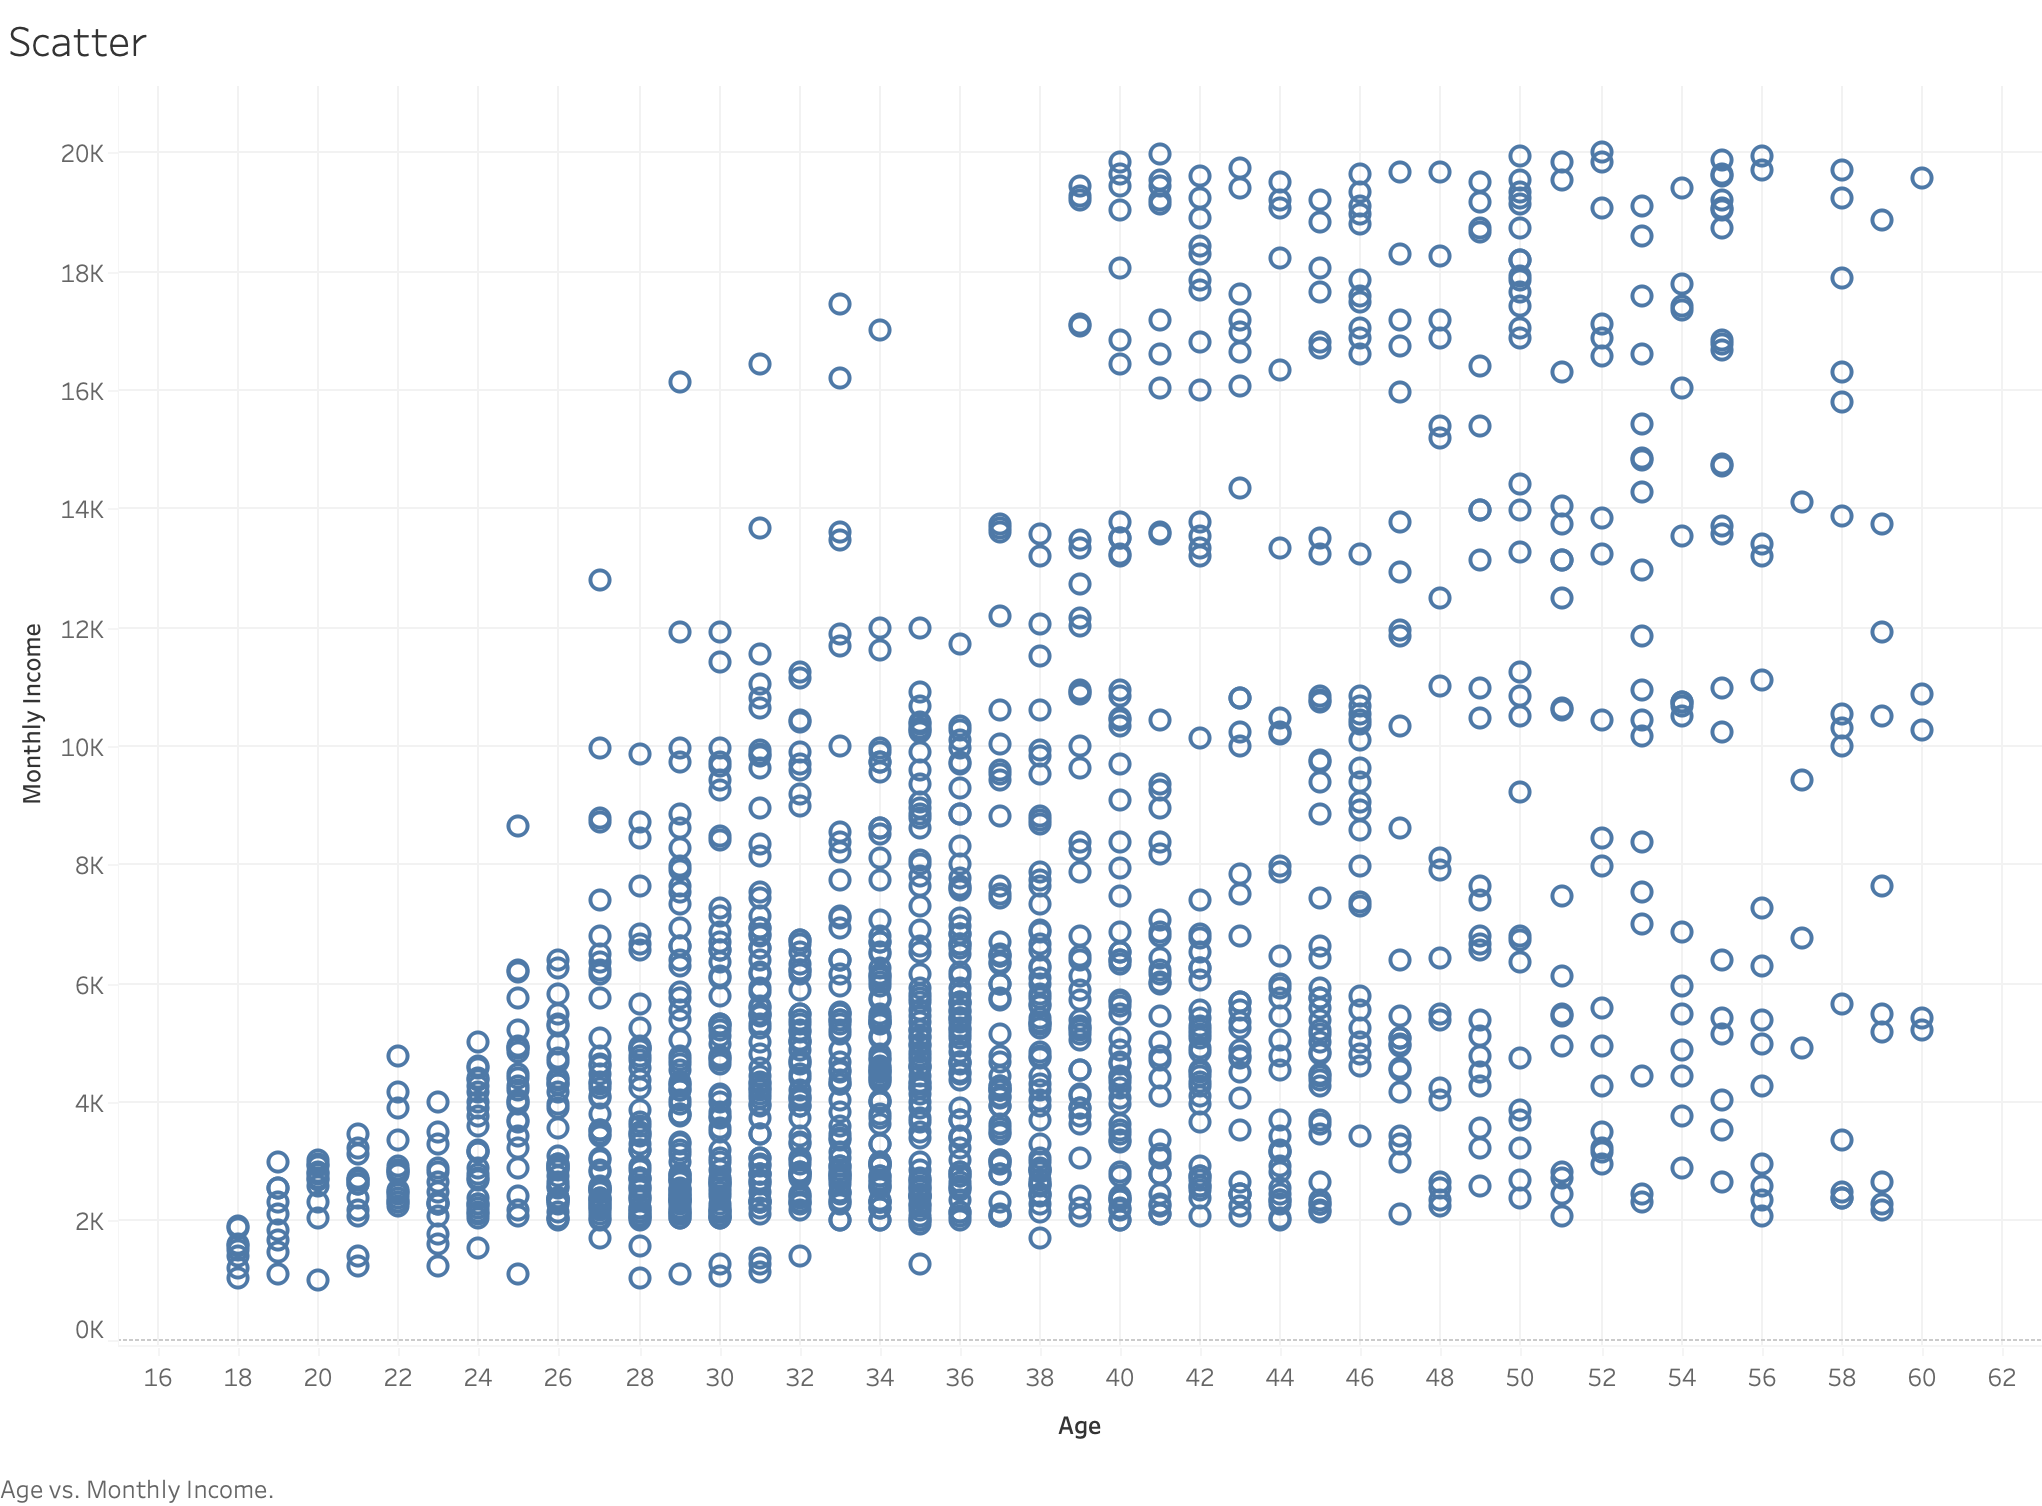 Scatter
20K
18K
16K
14K
12K
10K
8K
6K
4K
2K
0K
Monthly Income
16 18 20 22 24 26 28 30 32 34 36 38 40 42 44 46 48 50 52 54 56 58 60 62
Age
Age vs. Monthly Income.